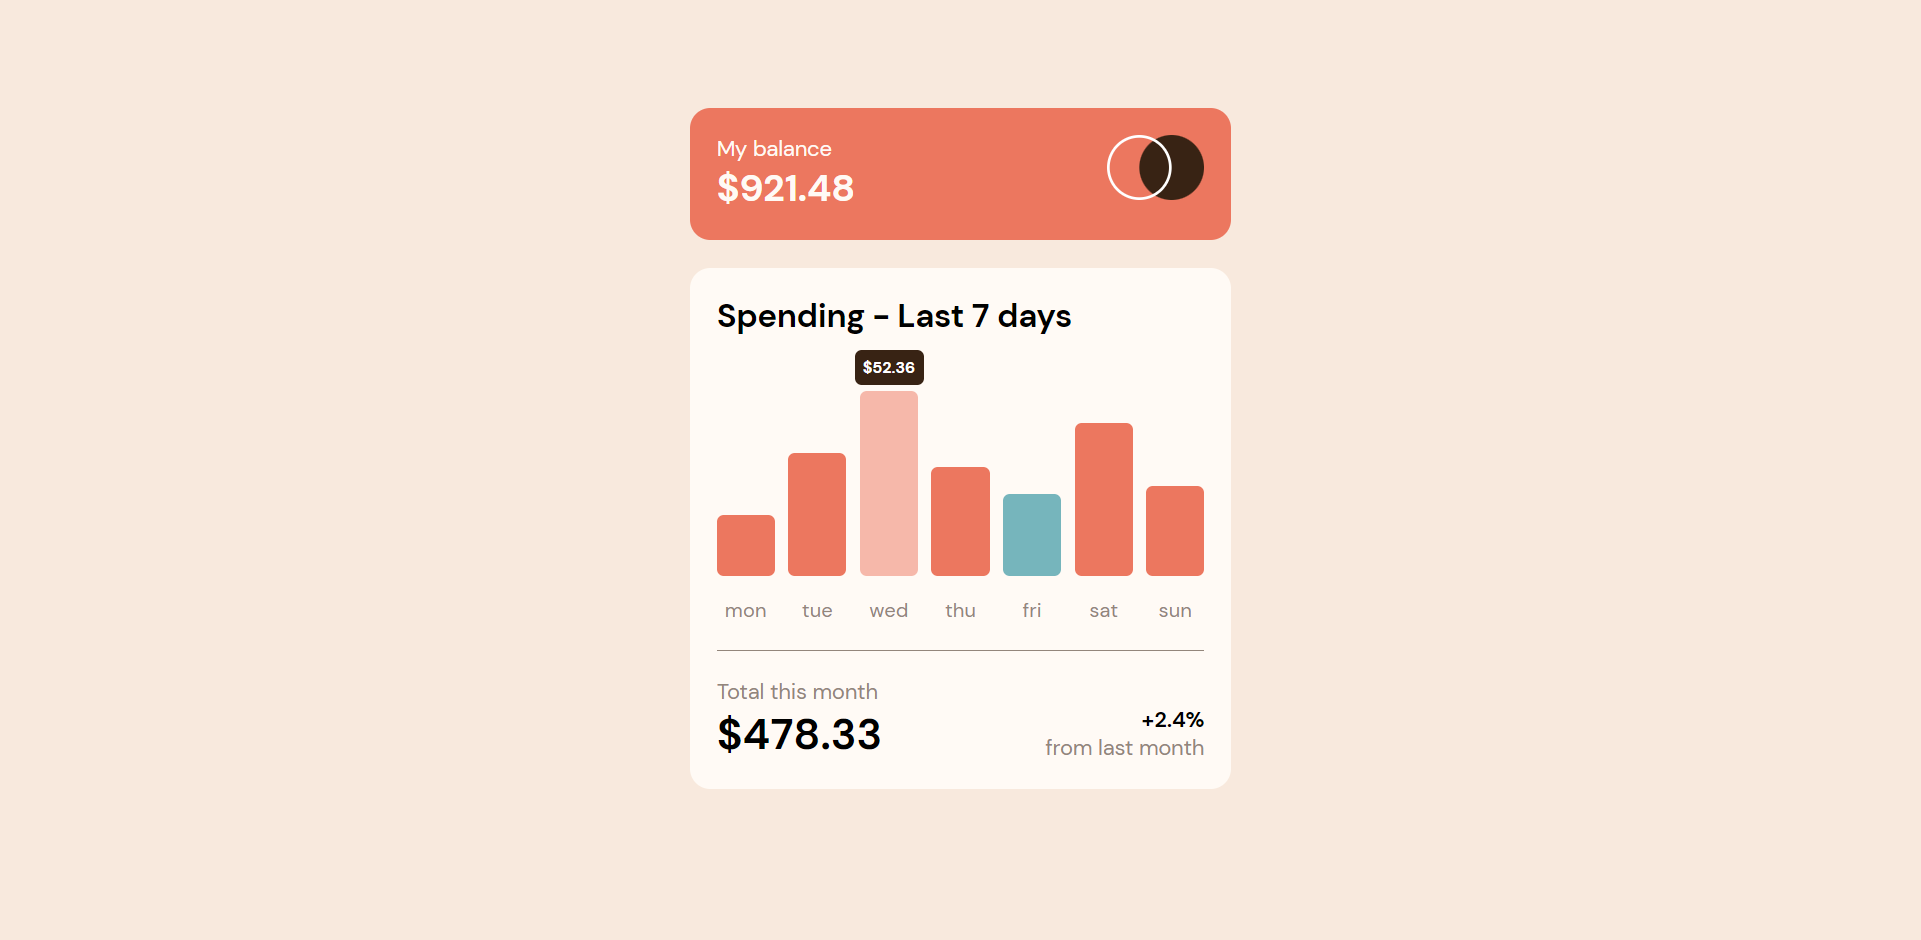 My balance
$921.48
Spending - Last 7 days
$52.36
mon tue wed thu fri sat sun
Total this month
$478.33
+2.4%
from last month